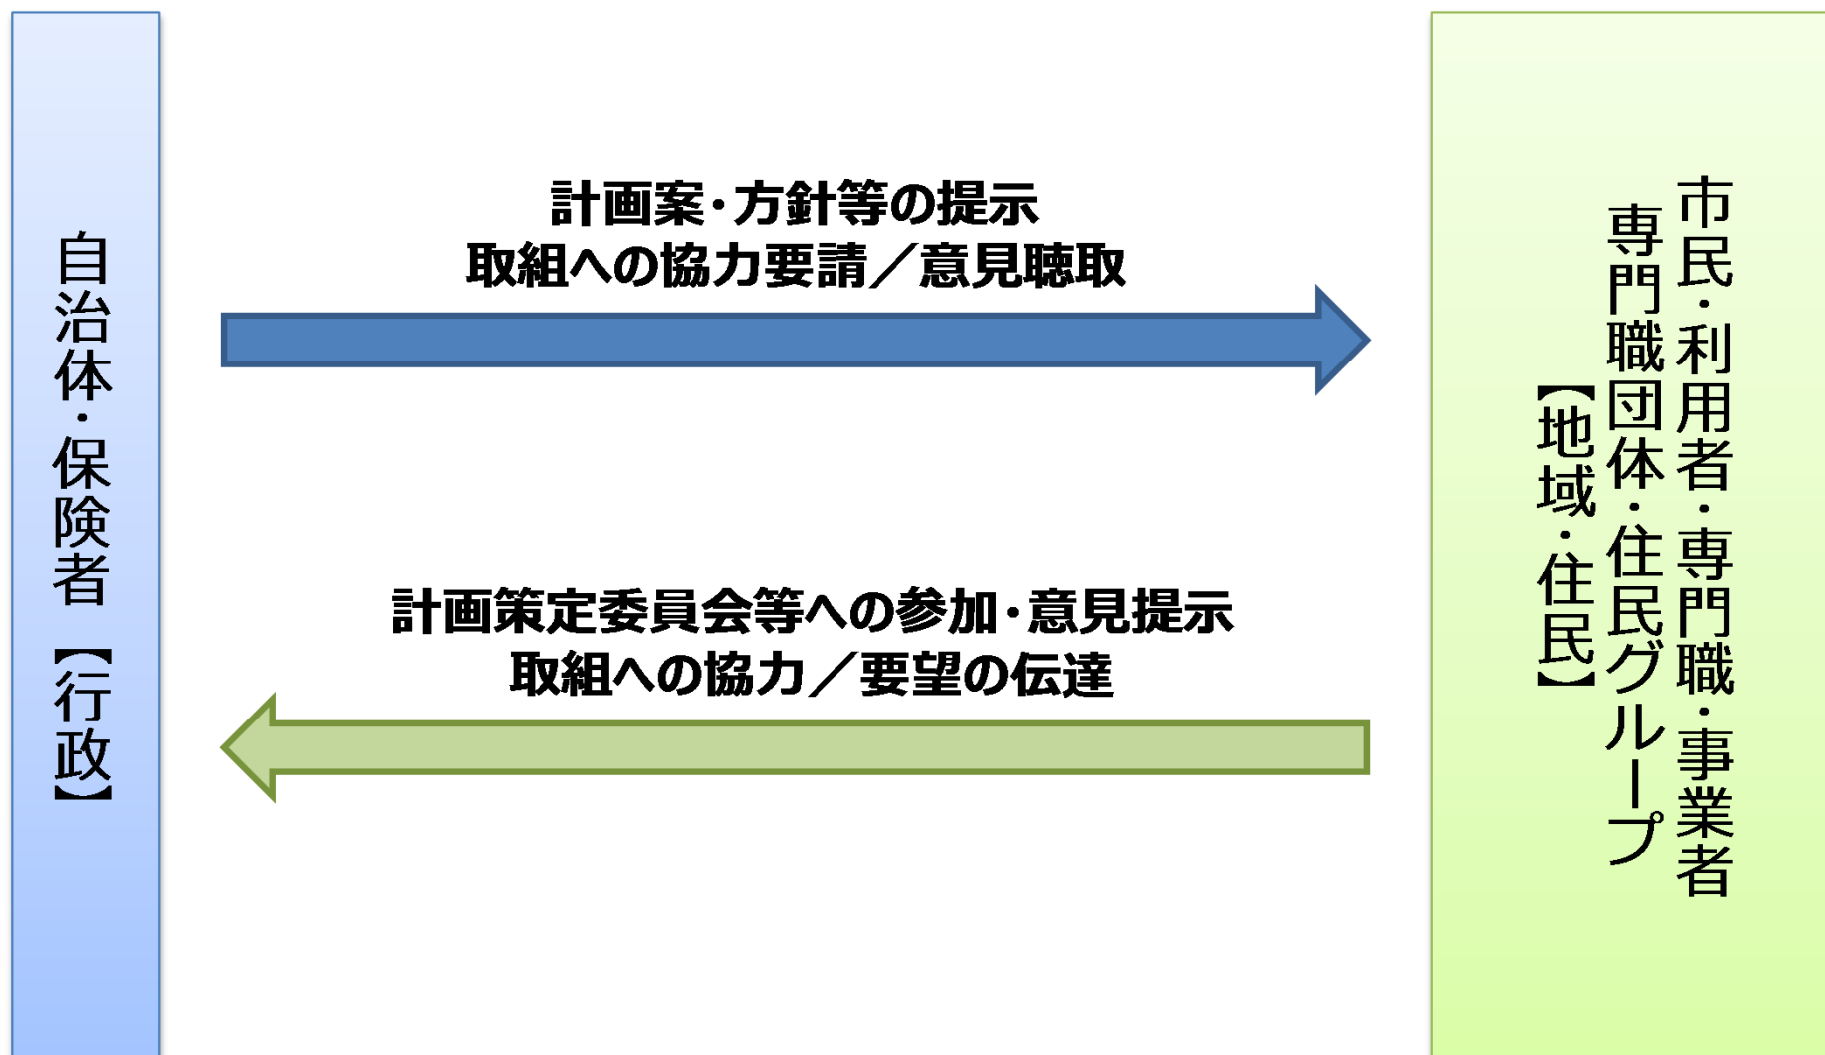 自治体・保険者【行政】
計画案・方針等の提示
取組への協力要請／意見聴取
計画策定委員会等への参加・意見提示
取組への協力／要望の伝達
市民・利用者・専門職・事業者
専門職団体・住民グループ
【地域・住民】